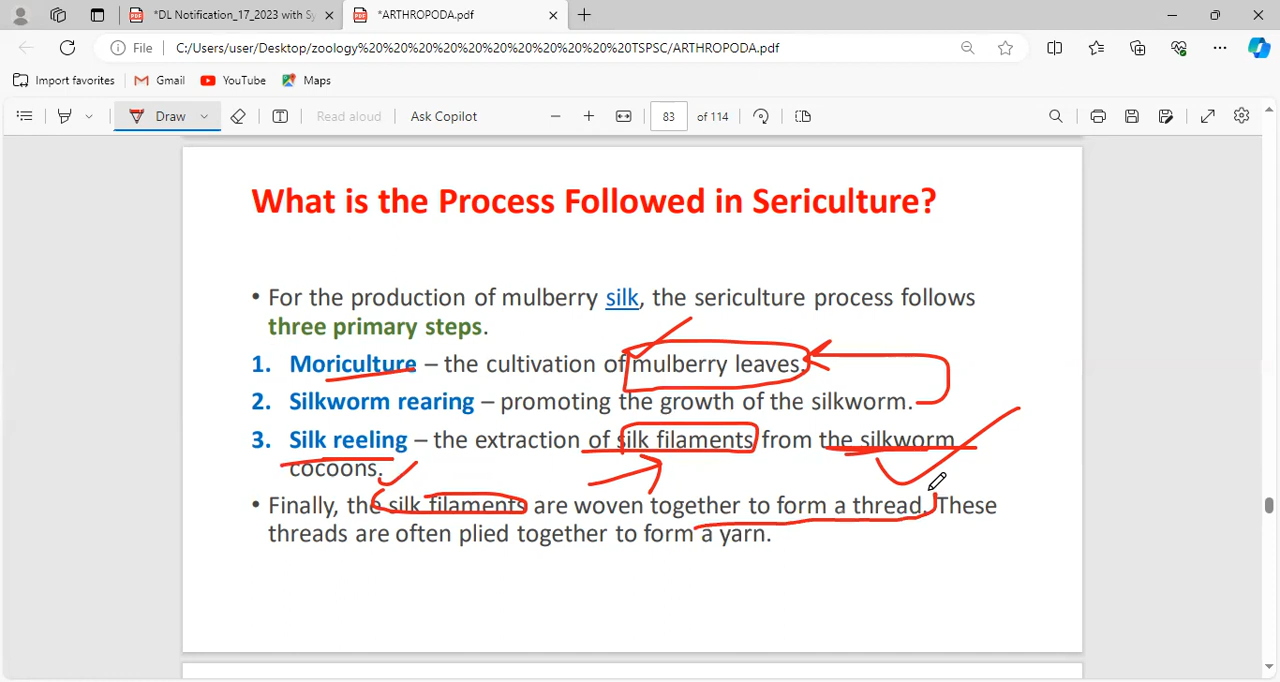 *DL Notification_17_2023 with Sy
*ARTHROPODA.pdf
File
C:/Users/user/Desktop/zoology%20%20%20%20%20%20%20%20%20%20TSPSC/ARTHROPODA.pdf
Import favorites
Gmail
YouTube
Maps
Draw
Read aloud
Ask Copilot
83
of 114
What is the Process Followed in Sericulture?
• For the production of mulberry silk, the sericulture process follows
three primary steps.
1. Moriculture – the cultivation of mulberry leaves.
2. Silkworm rearing – promoting the growth of the silkworm.
3. Silk reeling – the extraction of silk filaments from the silkworm
cocoons.
• Finally, the silk filaments are woven together to form a thread. These
threads are often plied together to form a yarn.